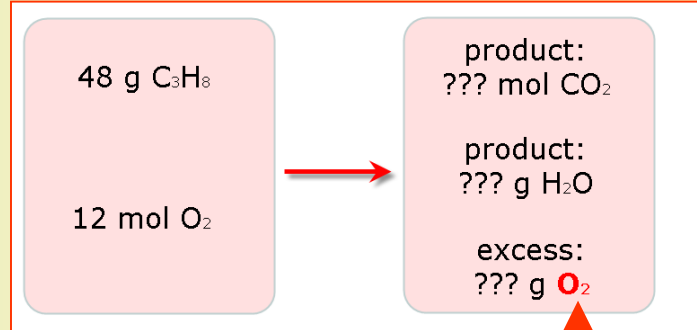 48 g C₃H₈
12 mol O₂
product:
??? mol CO₂
product:
??? g H₂O
excess:
??? g O₂